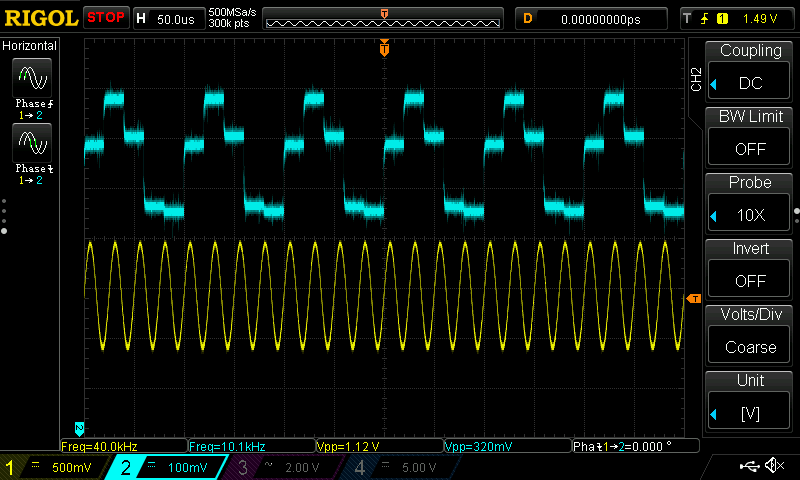 RIGOL STOP H 50.0us 500MSa/s 300k pts T D 0.00000000ps T 1 1.49 V
Horizontal
Phase
1→2
Phase
1→2
T
T
2
CH2
Coupling
DC
BW Limit
OFF
Probe
10X
Invert
OFF
Volts/Div
Coarse
Unit
[V]
Freq=40.0kHz Freq=10.1kHz Vpp=1.12 V Vpp=320mV Pha1→2=0.000 °
1 500mV 2 100mV 3 2.00 V 4 5.00 V